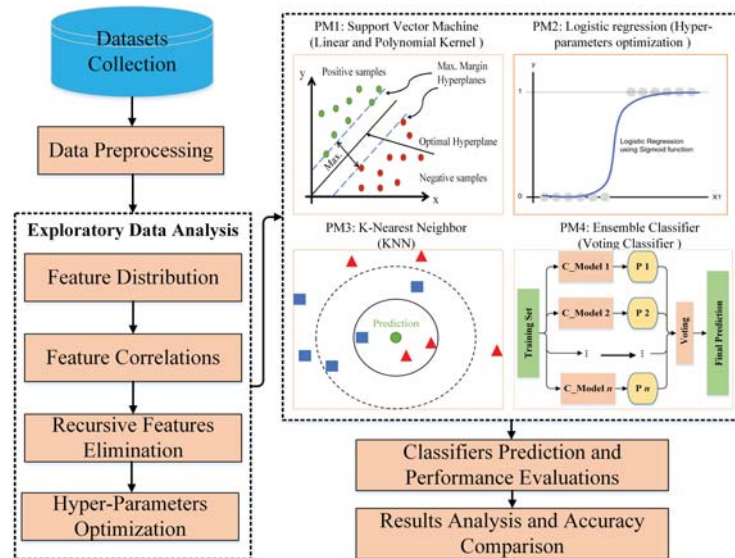 Datasets
Collection
Data Preprocessing
Exploratory Data Analysis
Feature Distribution
Feature Correlations
Recursive Features
Elimination
Hyper-Parameters
Optimization
PM1: Support Vector Machine
(Linear and Polynomial Kernel )
y
Positive samples
Max, Margin
Hyperplanes
Max.
Optimal Hyperplane
Negative samples
x
PM2: Logistic regression (Hyper-
parameters optimization )
y
1
Logistic Regression
using Sigmoid function
0
X1
PM3: K-Nearest Neighbor
(KNN)
Prediction
PM4: Ensemble Classifier
(Voting Classifier )
Training Set
C_Model 1
P 1
C_Model 2
P 2
C_Model n
P n
Voting
Final Prediction
Classifiers Prediction and
Performance Evaluations
Results Analysis and Accuracy
Comparison